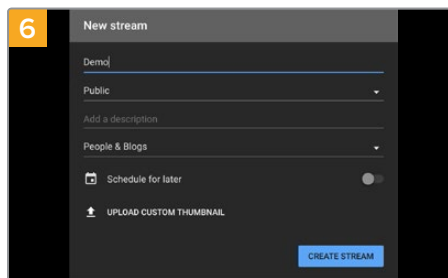 6
New stream
Demo
Public
Add a description
People & Blogs
Schedule for later
UPLOAD CUSTOM THUMBNAIL
CREATE STREAM